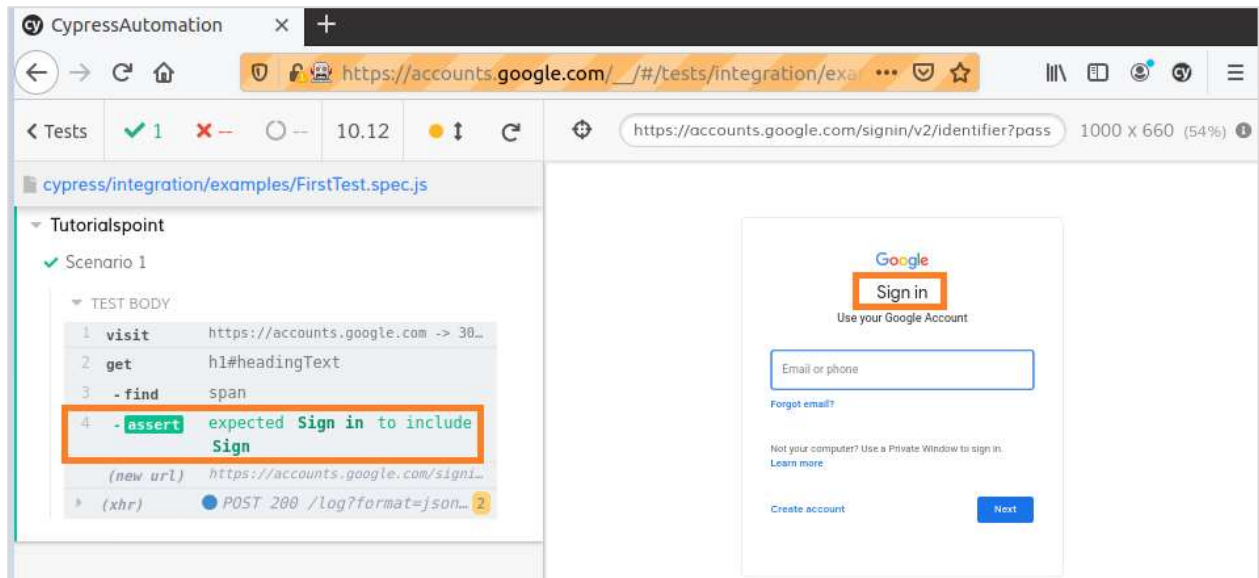 CypressAutomation
https://accounts.google.com/__/#/tests/integration/exa
Tests 1 -- -- 10.12
https://accounts.google.com/signin/v2/identifier?pass 1000 x 660 (54%)
cypress/integration/examples/FirstTest.spec.js
Tutorialspoint
Scenario 1
TEST BODY
1 visit https://accounts.google.com -> 30…
2 get h1#headingText
3 - find span
4 - assert expected Sign in to include
Sign
(new url) https://accounts.google.com/signi…
(xhr) POST 200 /log?format=json… 2
Google
Sign in
Use your Google Account
Email or phone
Forgot email?
Not your computer? Use a Private Window to sign in.
Learn more
Create account Next